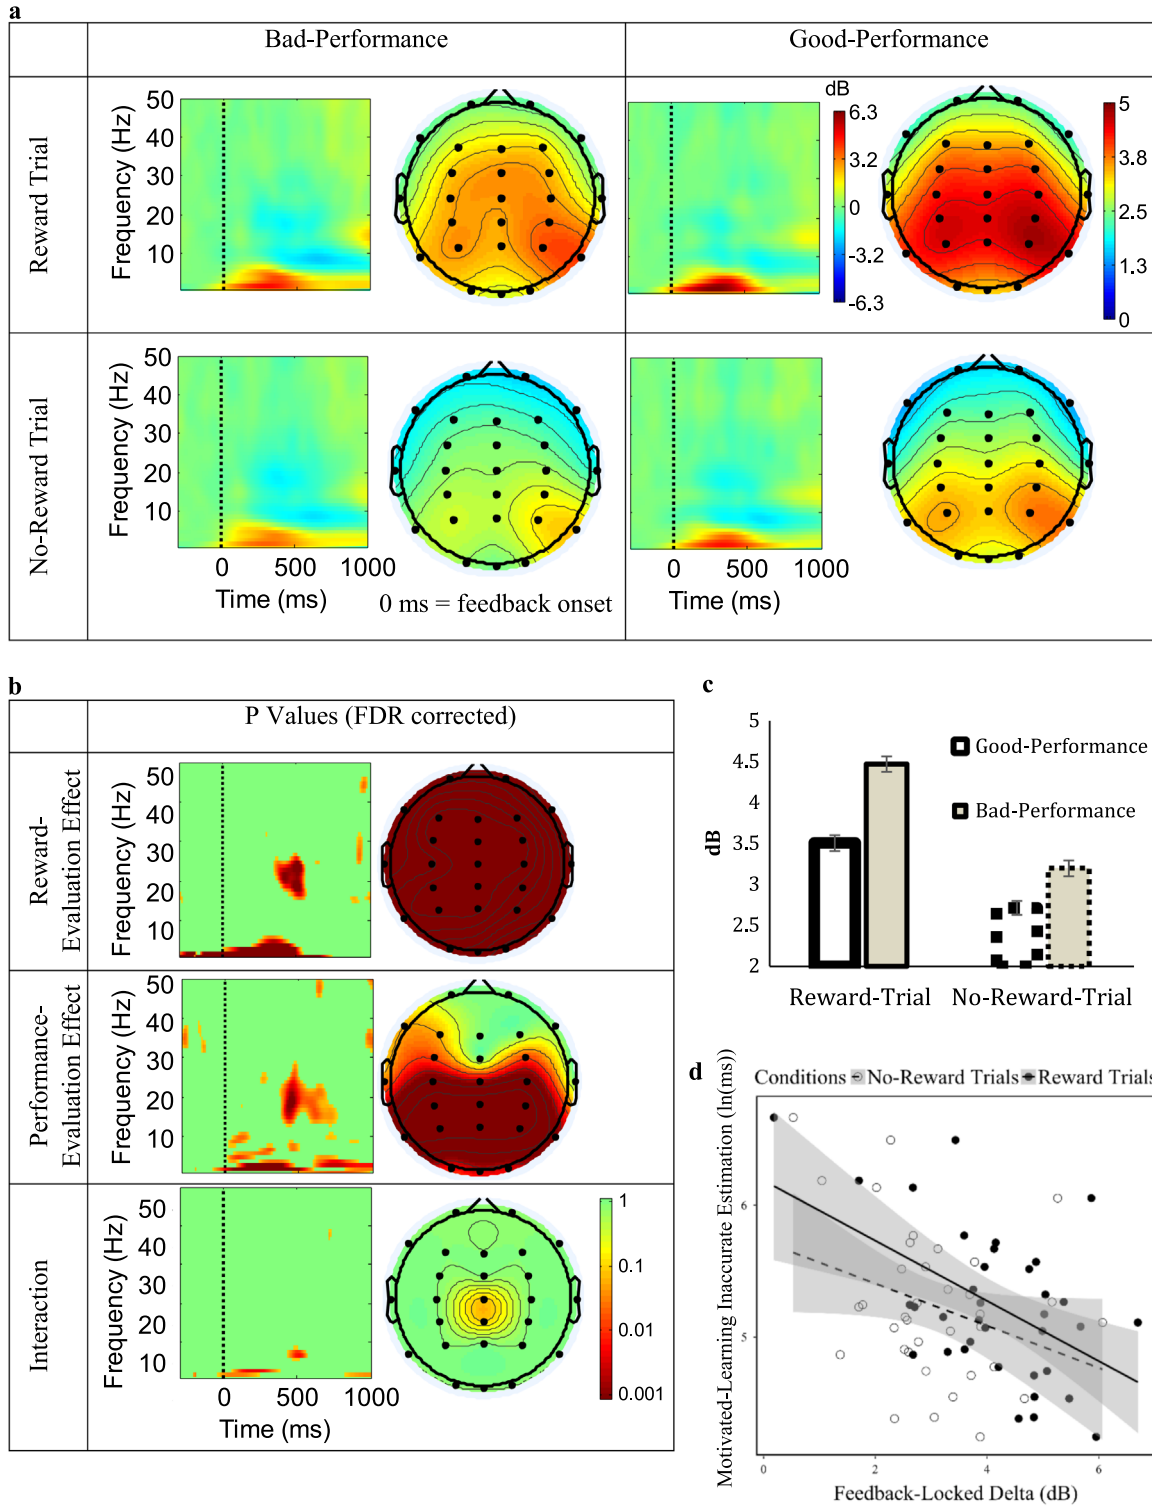 a
Bad-Performance
Good-Performance
Reward Trial
Frequency (Hz)
50
40
30
20
10
dB
6.3
3.2
0
-3.2
-6.3
5
3.8
2.5
1.3
0
No-Reward Trial
Frequency (Hz)
50
40
30
20
10
0
500
1000
Time (ms)
0 ms = feedback onset
0
500
1000
Time (ms)
b
P Values (FDR corrected)
Reward-
Evaluation Effect
Frequency (Hz)
50
40
30
20
10
Performance-
Evaluation Effect
Frequency (Hz)
50
40
30
20
10
Interaction
Frequency (Hz)
50
40
30
20
10
0
500
1000
Time (ms)
1
0.1
0.01
0.001
c
dB
5
4.5
4
3.5
3
2.5
2
Good-Performance
Bad-Performance
Reward-Trial
No-Reward-Trial
d
Conditions
No-Reward Trials
Reward Trials
Motivated-Learning Inaccurate Estimation (ln(ms))
6
5
0
2
4
6
Feedback-Locked Delta (dB)